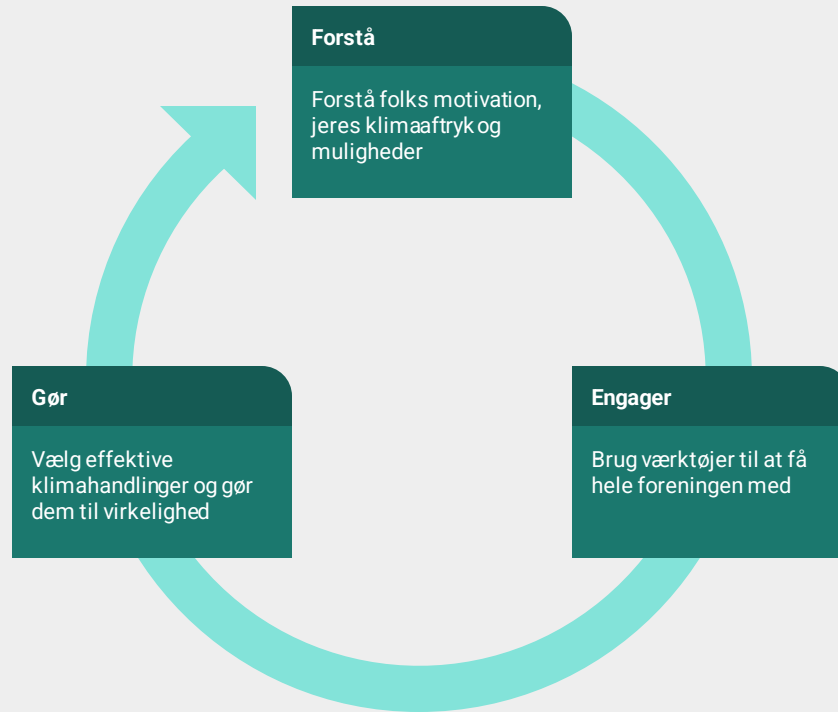 Forstå
Forstå folks motivation,
jeres klimaaftryk og
muligheder
Gør
Vælg effektive
klimahandlinger og gør
dem til virkelighed
Engager
Brug værktøjer til at få
hele foreningen med